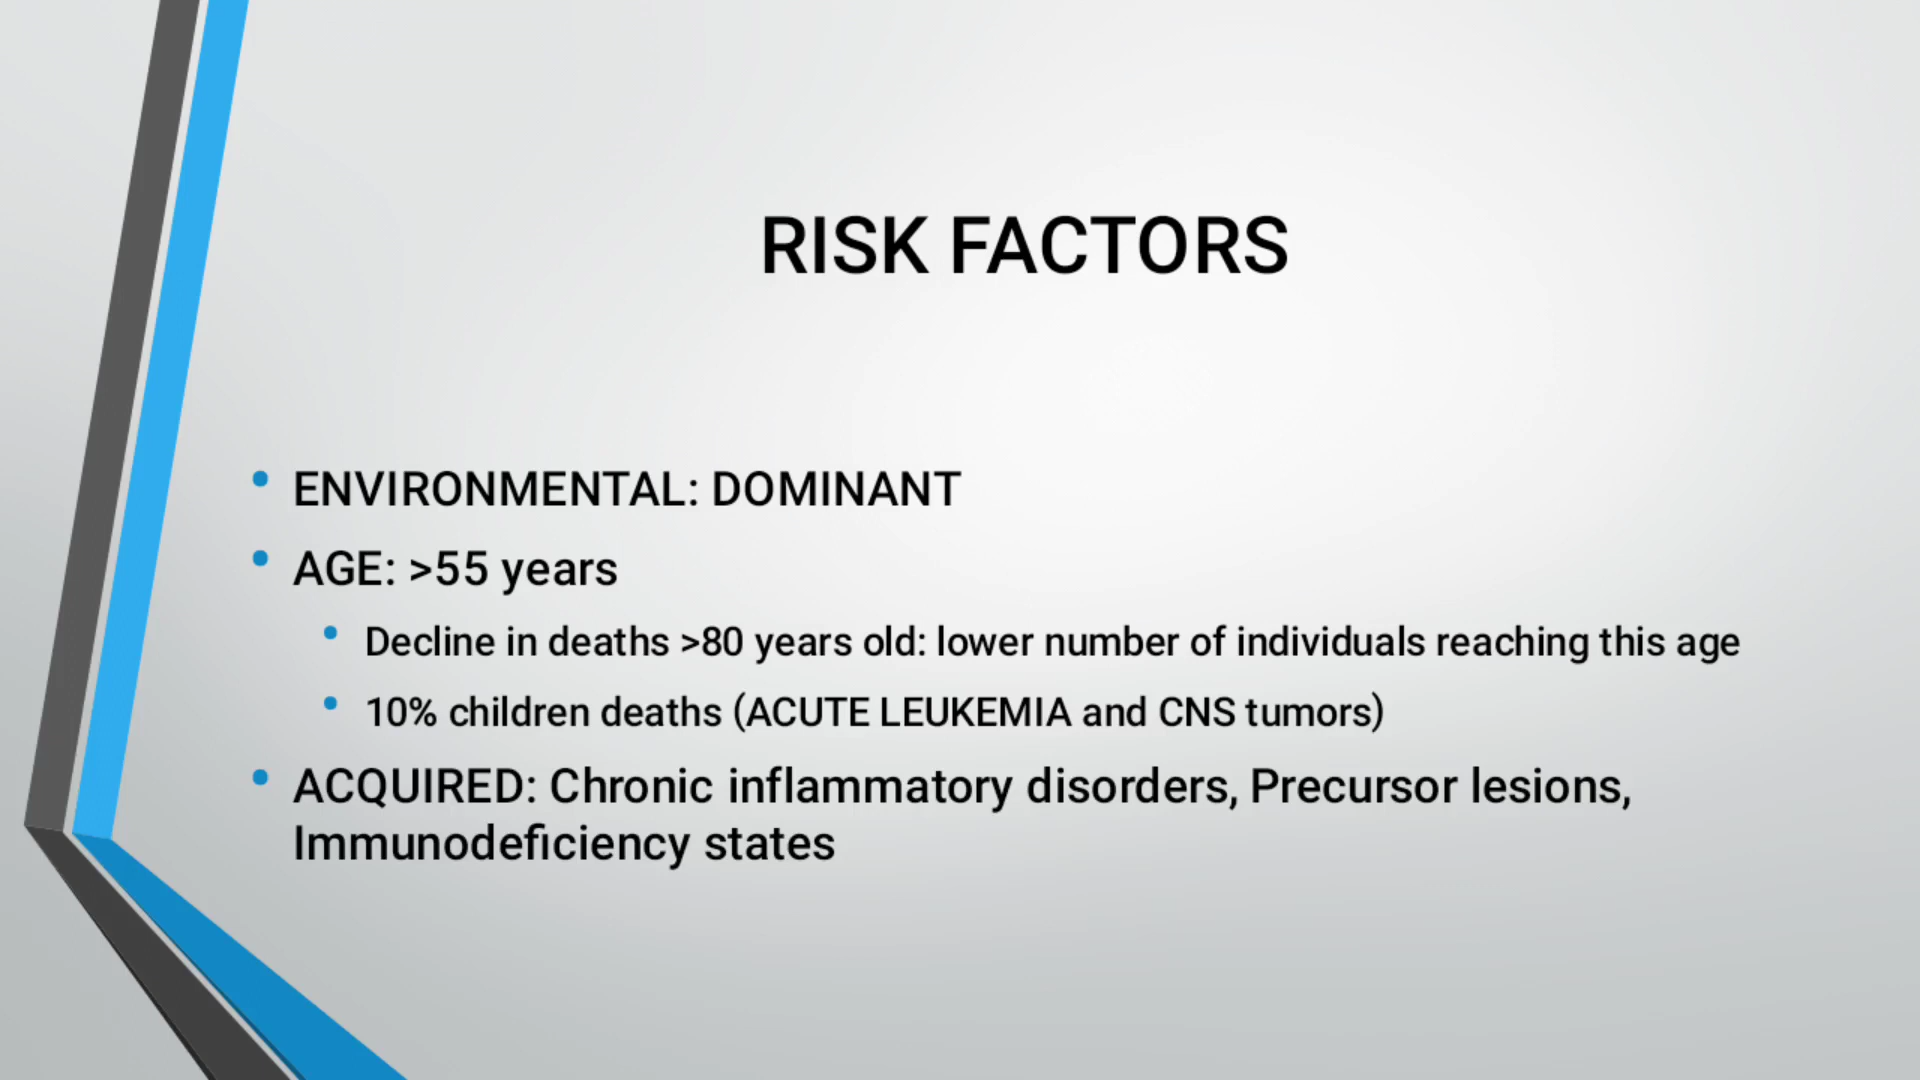 RISK FACTORS
• ENVIRONMENTAL: DOMINANT
• AGE: >55 years
• Decline in deaths >80 years old: lower number of individuals reaching this age
• 10% children deaths (ACUTE LEUKEMIA and CNS tumors)
• ACQUIRED: Chronic inflammatory disorders, Precursor lesions,
Immunodeficiency states